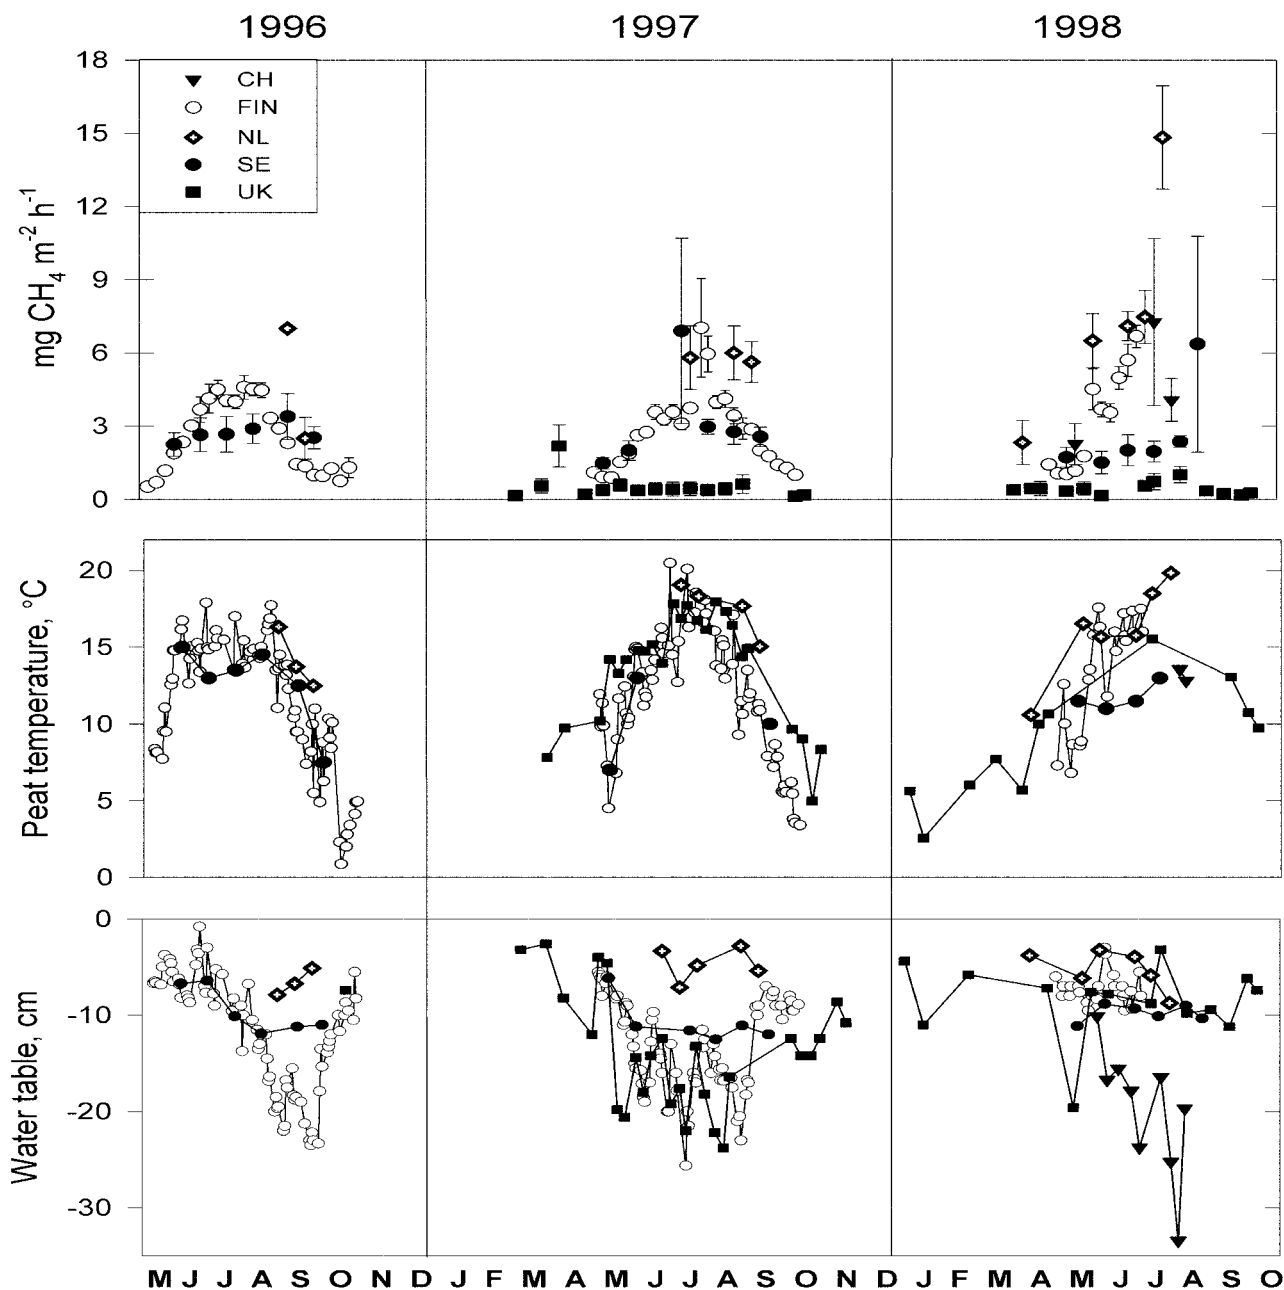 1996 1997 1998
18
15
12
9
6
3
0
mg CH4 m-2 h-1
CH
FIN
NL
SE
UK
20
15
10
5
0
Peat temperature, °C
0
-10
-20
-30
Water table, cm
M J J A S O N D J F M A M J J A S O N D J F M A M J J A S O